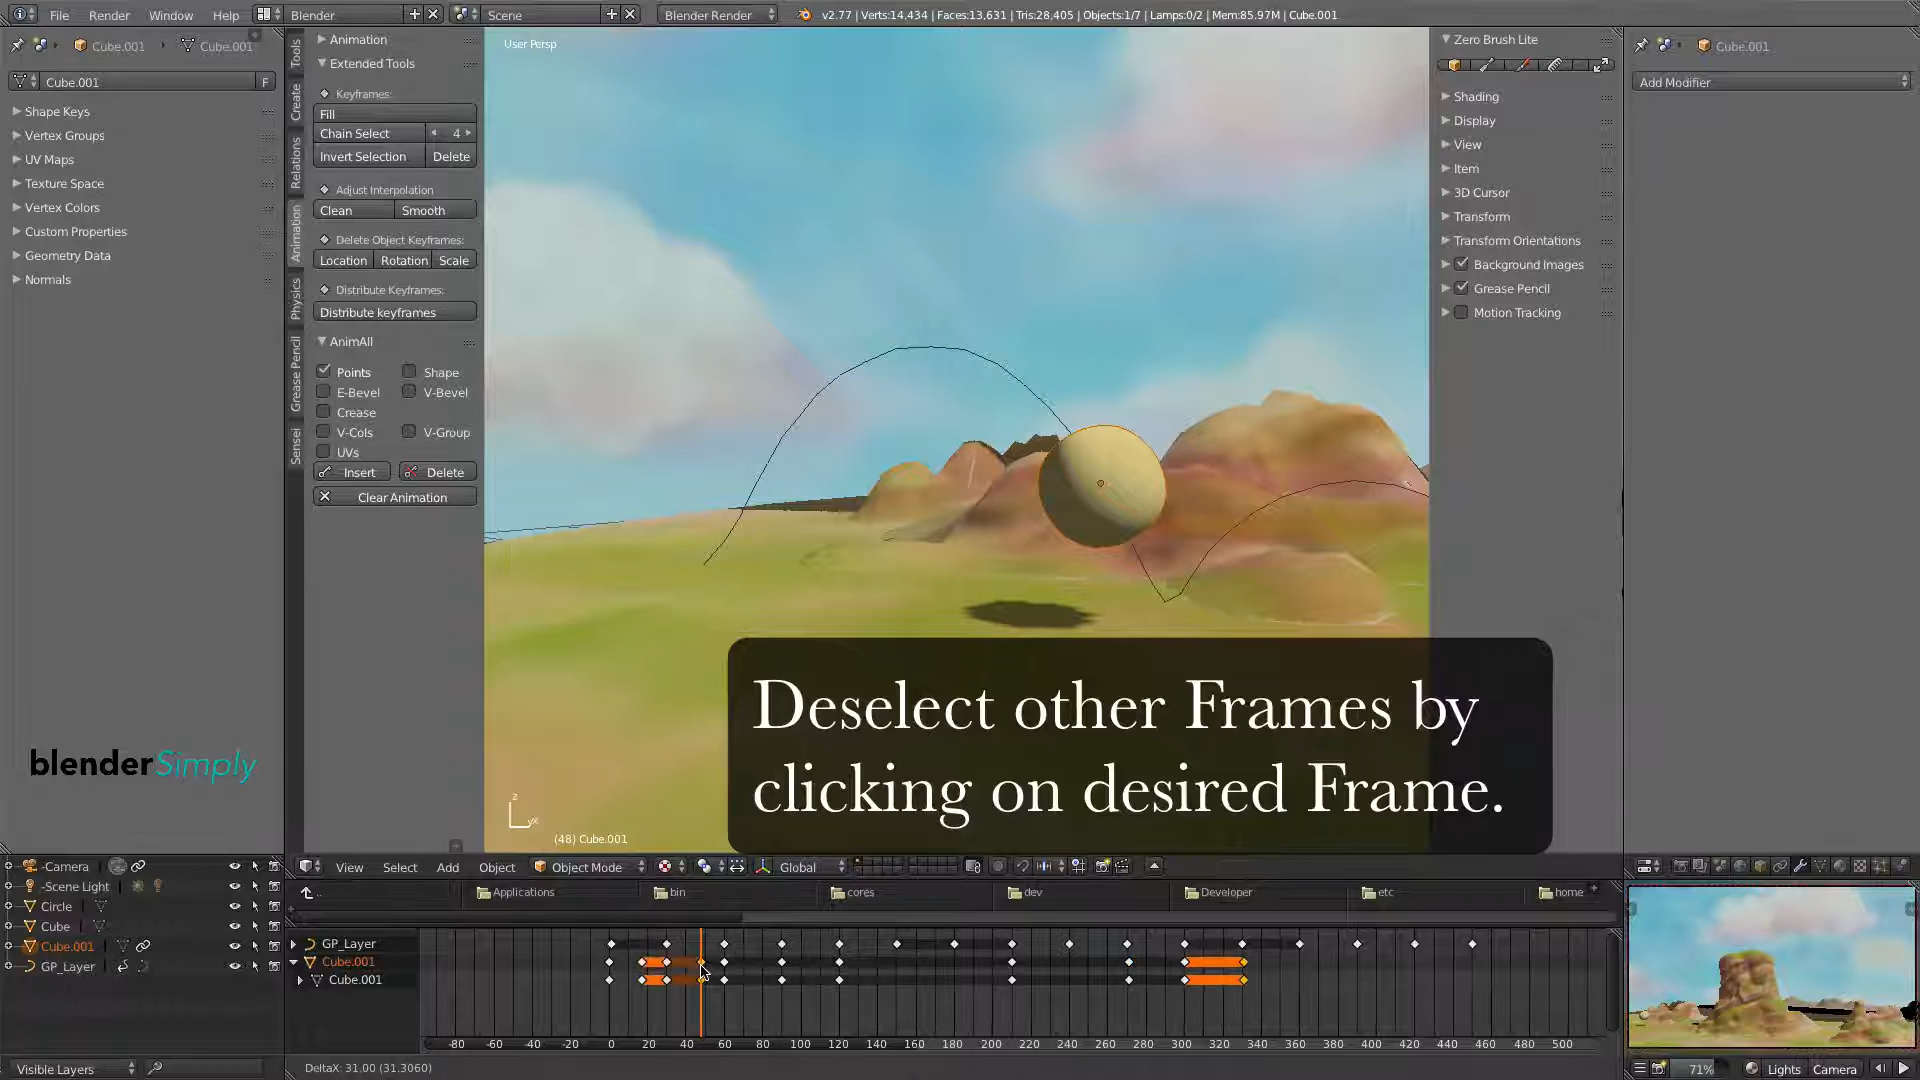 File Render Window Help Blender Scene Blender Render v2.77 | Verts:14,434 | Faces:13,631 | Tris:28,405 | Objects:1/7 | Lamps:0/2 | Mem:85.97M | Cube.001
Cube.001 Cube.001
Cube.001 F
Shape Keys
Vertex Groups
UV Maps
Texture Space
Vertex Colors
Custom Properties
Geometry Data
Normals
blenderSimply
Tools
Create
Relations
Animation
Physics
Grease Pencil
Sensei
Animation
Extended Tools
Keyframes:
Fill
Chain Select 4
Invert Selection Delete
Adjust Interpolation
Clean Smooth
Delete Object Keyframes:
Location Rotation Scale
Distribute Keyframes:
Distribute keyframes
AnimAll
Points Shape
E-Bevel V-Bevel
Crease
V-Cols V-Group
UVs
Insert Delete
Clear Animation
User Persp
Deselect other Frames by
clicking on desired Frame.
z
yx
(48) Cube.001
Zero Brush Lite
Shading
Display
View
Item
3D Cursor
Transform
Transform Orientations
Background Images
Grease Pencil
Motion Tracking
Cube.001
Add Modifier
View Select Add Object Object Mode Global
-Camera
-Scene Light
Circle
Cube
Cube.001
GP_Layer
Visible Layers
.. Applications bin cores dev Developer etc home
GP_Layer
Cube.001
Cube.001
-80 -60 -40 -20 0 20 40 60 80 100 120 140 160 180 200 220 240 260 280 300 320 340 360 380 400 420 440 460 480 500
DeltaX: 31.00 (31.3060)
71% Lights Camera